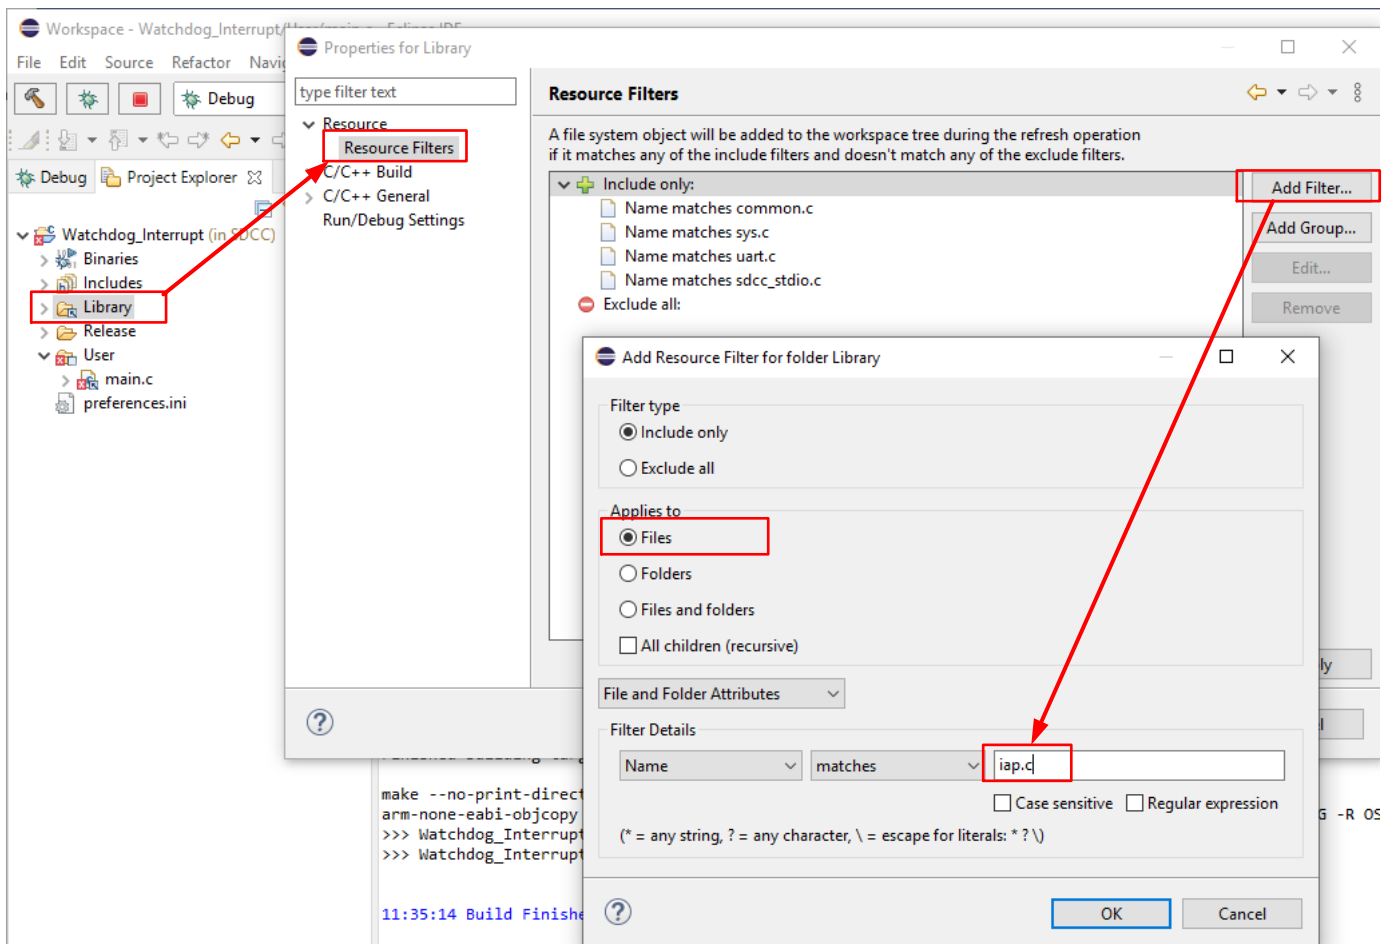 Workspace - Watchdog_Interrupt/
File Edit Source Refactor Navig
Debug
Debug Project Explorer
Watchdog_Interrupt (in SDCC)
Binaries
Includes
Library
Release
User
main.c
preferences.ini
Properties for Library
type filter text
Resource
Resource Filters
C/C++ Build
C/C++ General
Run/Debug Settings
Resource Filters
A file system object will be added to the workspace tree during the refresh operation
if it matches any of the include filters and doesn't match any of the exclude filters.
Include only:
Name matches common.c
Name matches sys.c
Name matches uart.c
Name matches sdcc_stdio.c
Exclude all:
Add Filter...
Add Group...
Edit...
Remove
ly
Add Resource Filter for folder Library
Filter type
Include only
Exclude all
Applies to
Files
Folders
Files and folders
All children (recursive)
File and Folder Attributes
Filter Details
Name matches iap.c
Case sensitive Regular expression
(* = any string, ? = any character, \ = escape for literals: * ? \)
OK Cancel
make --no-print-direct
arm-none-eabi-objcopy
G -R OS
>>> Watchdog_Interrupt
>>> Watchdog_Interrupt
11:35:14 Build Finishe